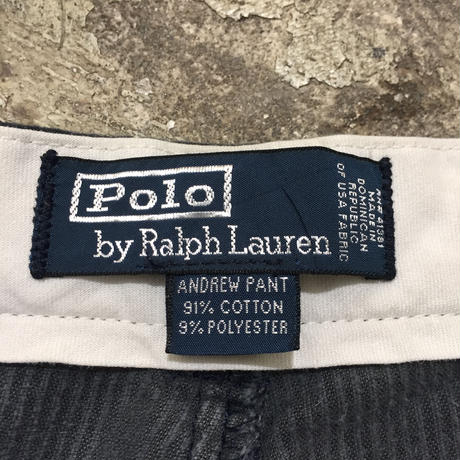 Polo
by Ralph Lauren
RN# 41381
MADE IN
DOMINICAN
REPUBLIC
OF USA FABRIC
ANDREW PANT
91% COTTON
9% POLYESTER